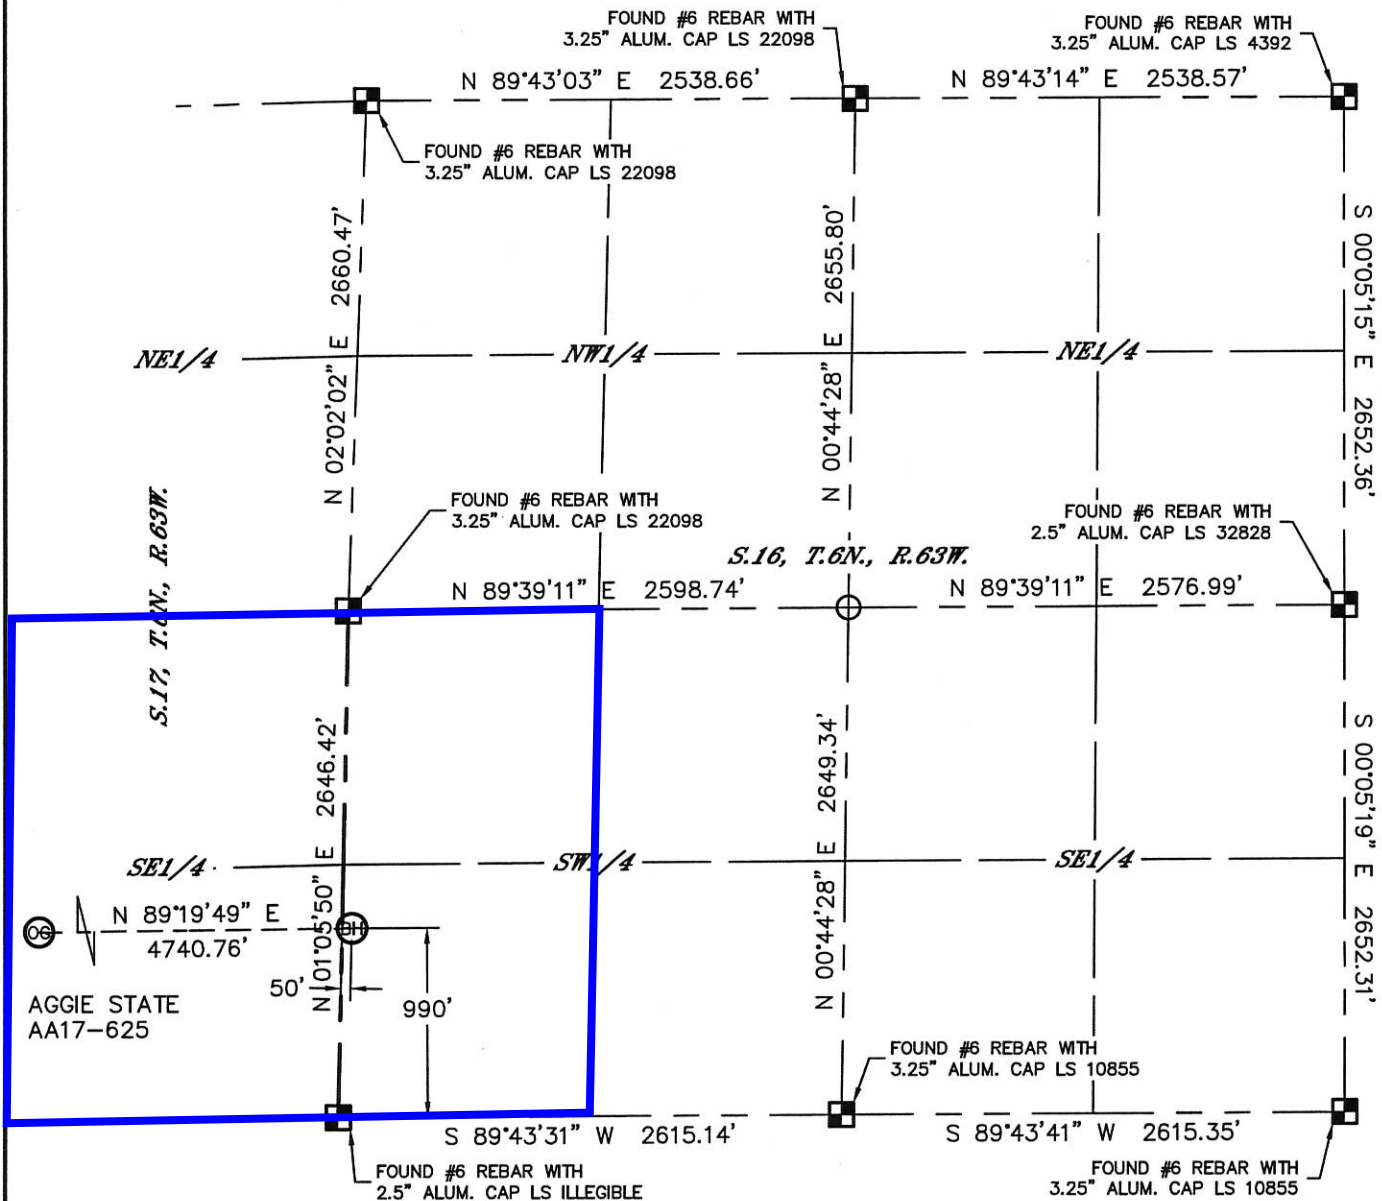 FOUND #6 REBAR WITH
3.25" ALUM. CAP LS 22098
FOUND #6 REBAR WITH
3.25" ALUM. CAP LS 4392
N 89°43'03" E 2538.66'
N 89°43'14" E 2538.57'
FOUND #6 REBAR WITH
3.25" ALUM. CAP LS 22098
N 02°02'02" E 2660.47'
N 00°44'28" E 2655.80'
S 00°05'15" E 2652.36'
NE1/4
NW1/4
NE1/4
FOUND #6 REBAR WITH
3.25" ALUM. CAP LS 22098
FOUND #6 REBAR WITH
2.5" ALUM. CAP LS 32828
S.17, T.6N., R.63W.
S.16, T.6N., R.63W.
N 89°39'11" E 2598.74'
N 89°39'11" E 2576.99'
N 01°05'50" E 2646.42'
N 00°44'28" E 2649.34'
S 00°05'19" E 2652.31'
SE1/4
SW1/4
SE1/4
OG
N 89°19'49" E
4740.76'
BH
50'
990'
AGGIE STATE
AA17-625
FOUND #6 REBAR WITH
3.25" ALUM. CAP LS 10855
S 89°43'31" W 2615.14'
S 89°43'41" W 2615.35'
FOUND #6 REBAR WITH
2.5" ALUM. CAP LS ILLEGIBLE
FOUND #6 REBAR WITH
3.25" ALUM. CAP LS 10855